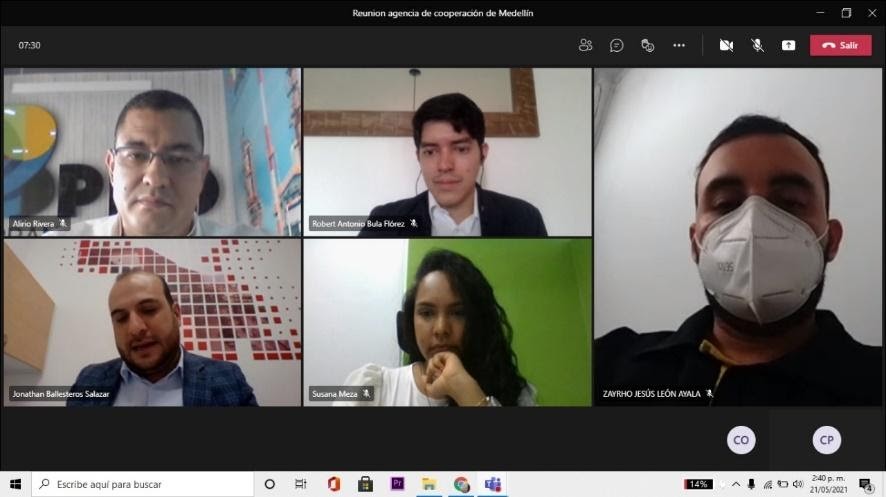 Reunion agencia de cooperación de Medellín
07:30
Salir
Alirio Rivera
Robert Antonio Bula Flórez
Jonathan Ballesteros Salazar
Susana Meza
ZAYRHO JESÚS LEÓN AYALA
CO
CP
Escribe aquí para buscar
Pr
14%
2:40 p. m.
21/05/2021